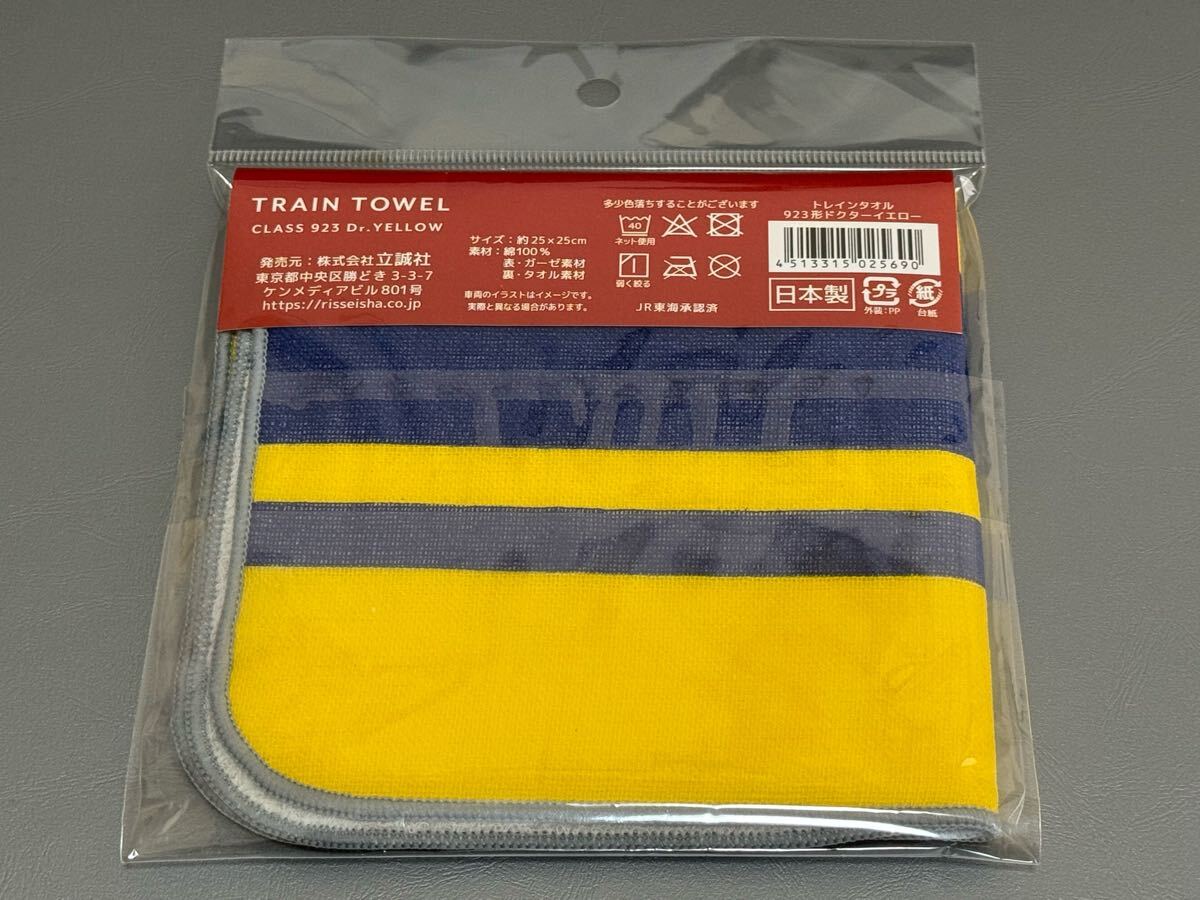 TRAIN TOWEL
CLASS 923 Dr.YELLOW
発売元：株式会社 立誠社
東京都中央区勝どき 3-3-7
ケンメディアビル 801号
https://risseisha.co.jp
サイズ：約 25×25cm
素材：綿100％
表・ガーゼ素材
裏・タオル素材
車両のイラストはイメージです。
実際と異なる場合があります。
多少色落ちすることがございます
40
ネット使用
弱く絞る
JR東海承認済
トレインタオル
923形ドクターイエロー
4 513315 025690
日本製
プラ
外装：PP
紙
台紙